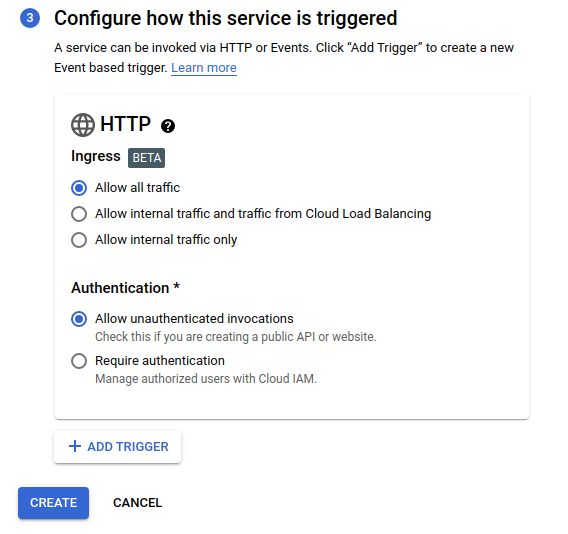 3 Configure how this service is triggered
A service can be invoked via HTTP or Events. Click “Add Trigger” to create a new
Event based trigger. Learn more
HTTP ?
Ingress BETA
Allow all traffic
Allow internal traffic and traffic from Cloud Load Balancing
Allow internal traffic only
Authentication *
Allow unauthenticated invocations
Check this if you are creating a public API or website.
Require authentication
Manage authorized users with Cloud IAM.
+ ADD TRIGGER
CREATE CANCEL